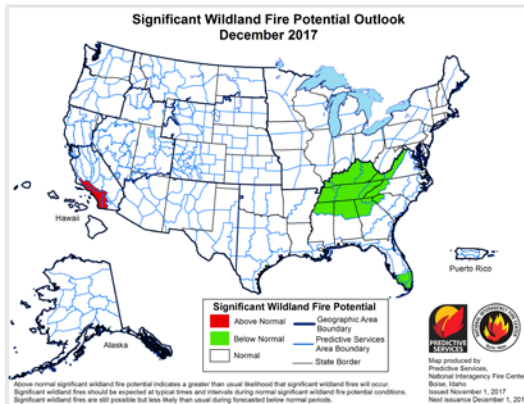 Significant Wildland Fire Potential Outlook
December 2017
Hawaii
Alaska
Puerto Rico
Significant Wildland Fire Potential
Above Normal
Below Normal
Normal
Geographic Area
Boundary
Predictive Services
Area Boundary
State Border
PREDICTIVE
SERVICES
Map produced by
Predictive Services,
National Interagency Fire Cente
Boise, Idaho
Issued November 1, 2017
Next issuance December 1, 201
Above normal significant wildland fire potential indicates a greater than usual likelihood that significant wildland fires will occur.
Significant wildland fires should be expected at typical times and intervals during normal significant wildland fire potential conditions.
Significant wildland fires are still possible but less likely than usual during forecasted below normal periods.